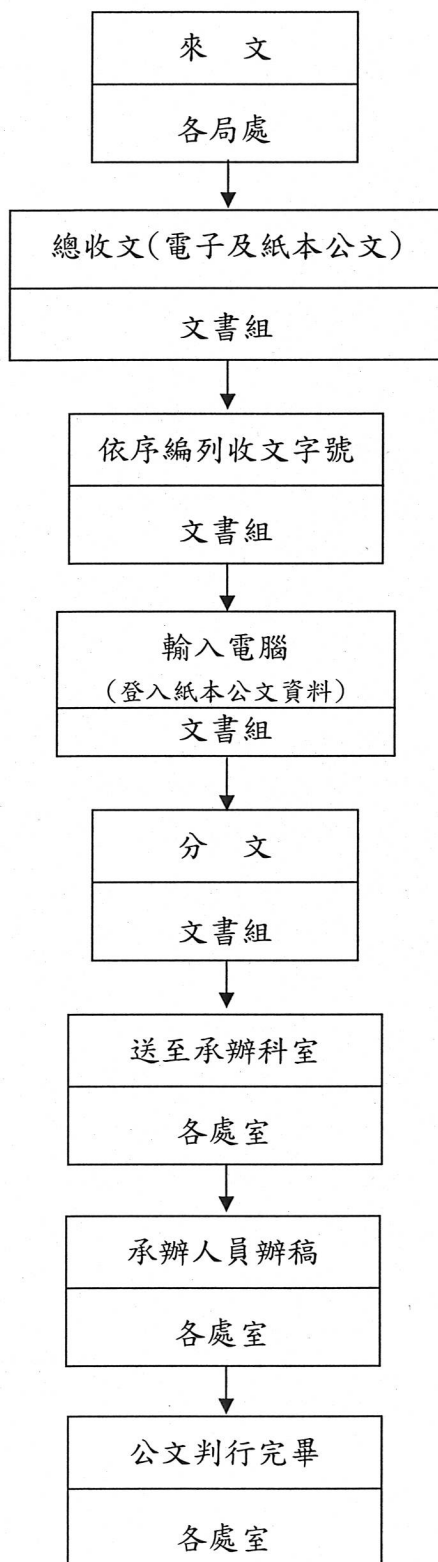 來 文
各局處
總收文(電子及紙本公文)
文書組
依序編列收文字號
文書組
輸入電腦
(登入紙本公文資料)
文書組
分 文
文書組
送至承辦科室
各處室
承辦人員辦稿
各處室
公文判行完畢
各處室